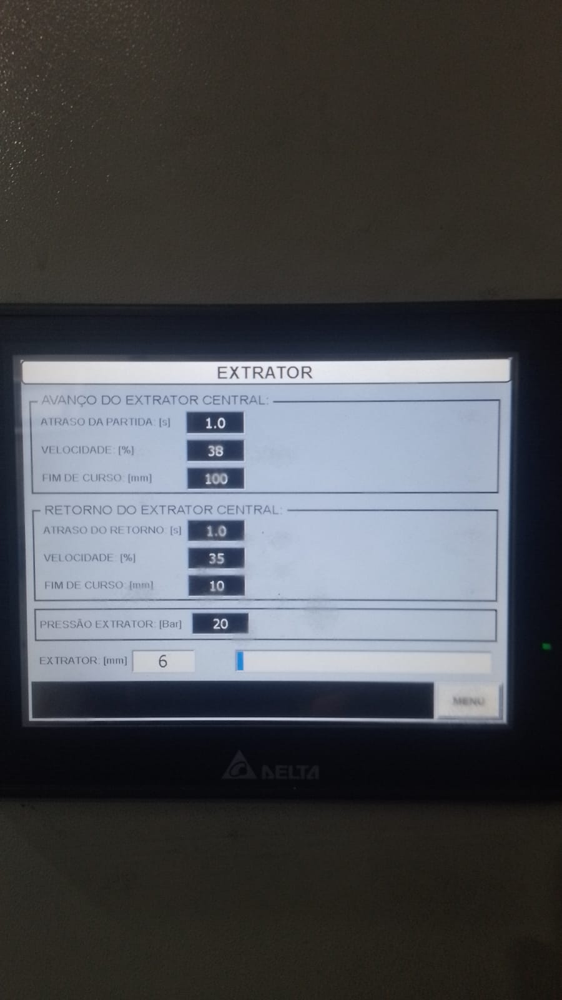 EXTRATOR
AVANÇO DO EXTRATOR CENTRAL:
ATRASO DA PARTIDA: [s] 1.0
VELOCIDADE: [%] 38
FIM DE CURSO: [mm] 100
RETORNO DO EXTRATOR CENTRAL:
ATRASO DO RETORNO: [s] 1.0
VELOCIDADE: [%] 35
FIM DE CURSO: [mm] 10
PRESSÃO EXTRATOR: [Bar] 20
EXTRATOR: [mm] 6
MENU
DELTA